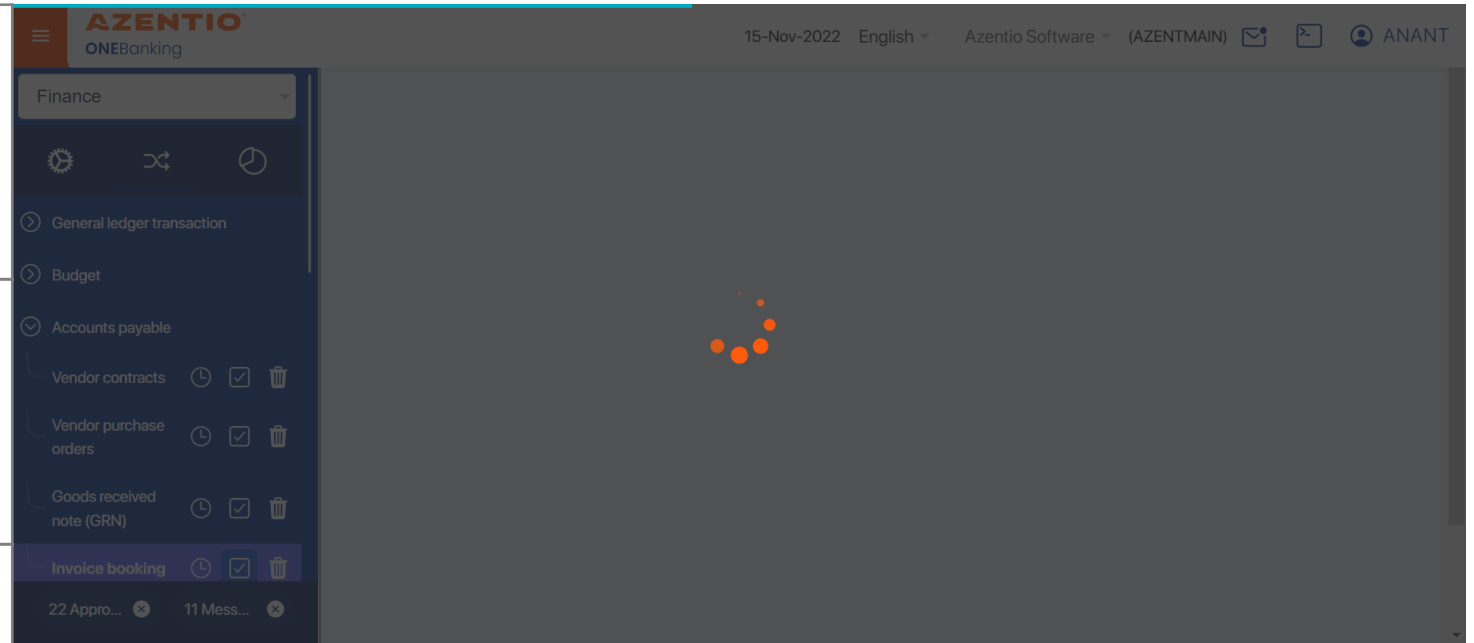 AZENTIO
ONEBanking
15-Nov-2022 English Azentio Software (AZENTMAIN) ANANT
Finance
General ledger transaction
Budget
Accounts payable
Vendor contracts
Vendor purchase
orders
Goods received
note (GRN)
Invoice booking
22 Appro... 11 Mess...